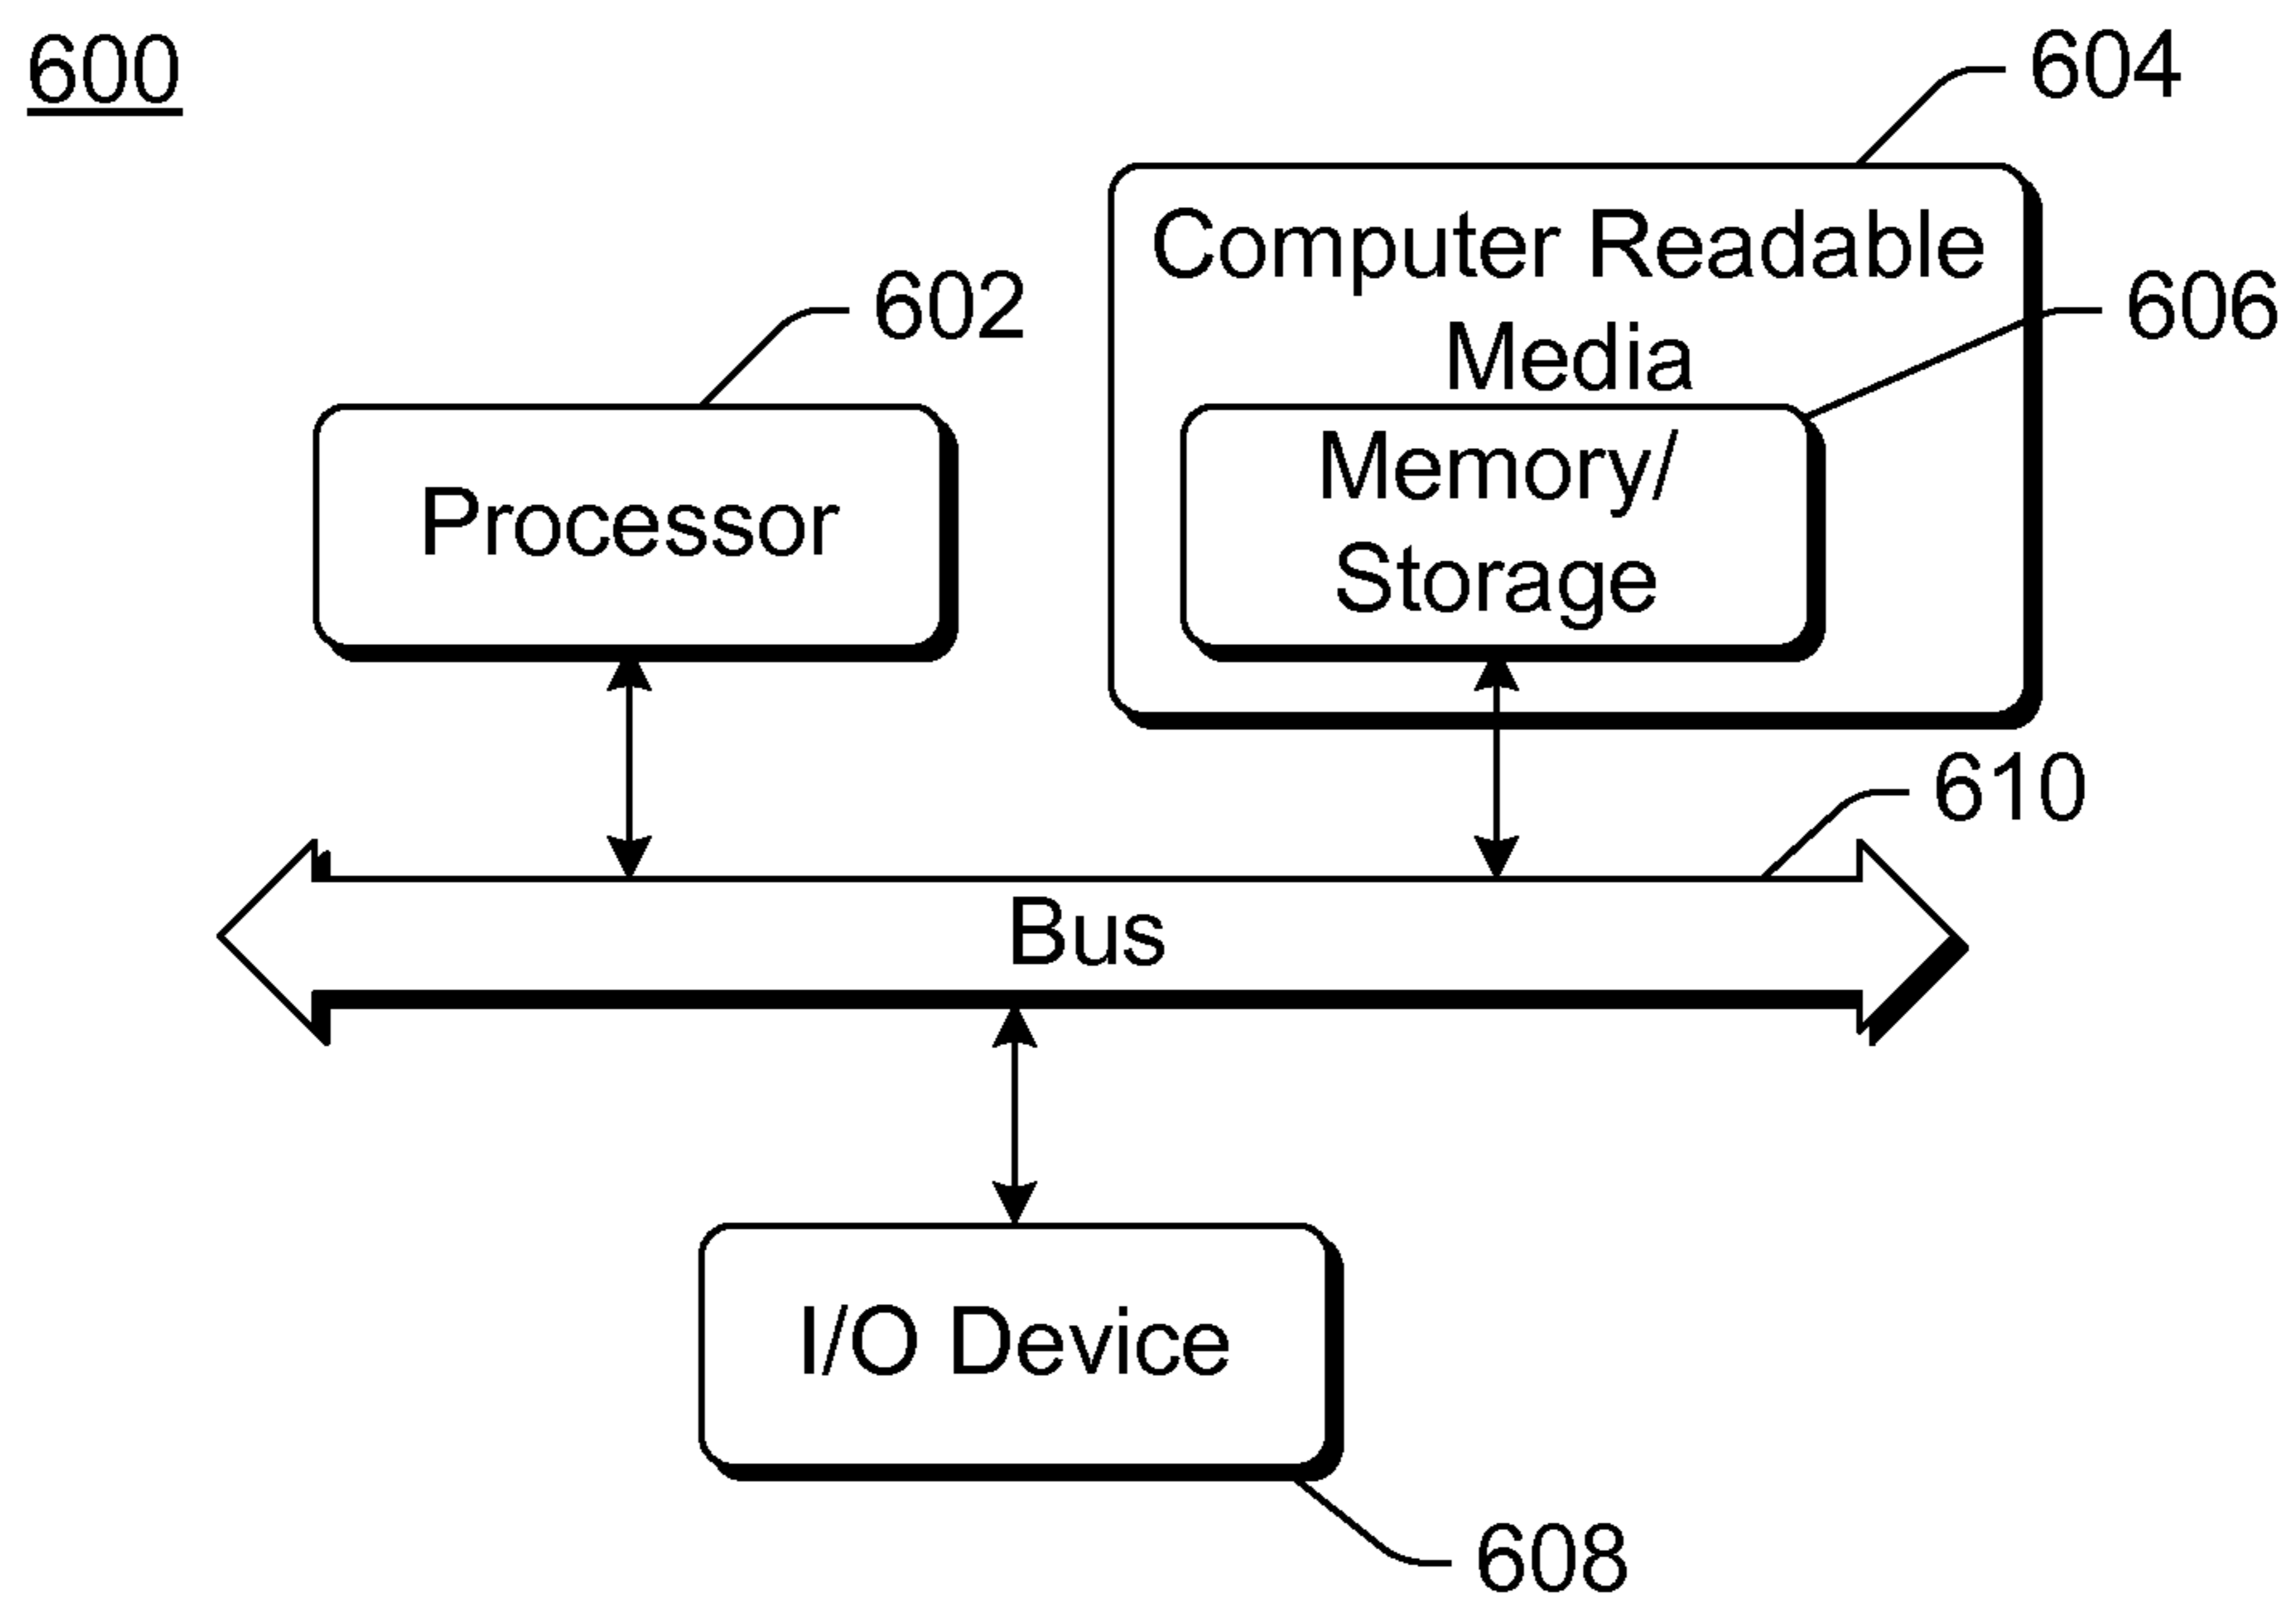 600
604
Computer Readable
Media
602
606
Memory/
Storage
Processor
610
Bus
I/O Device
608